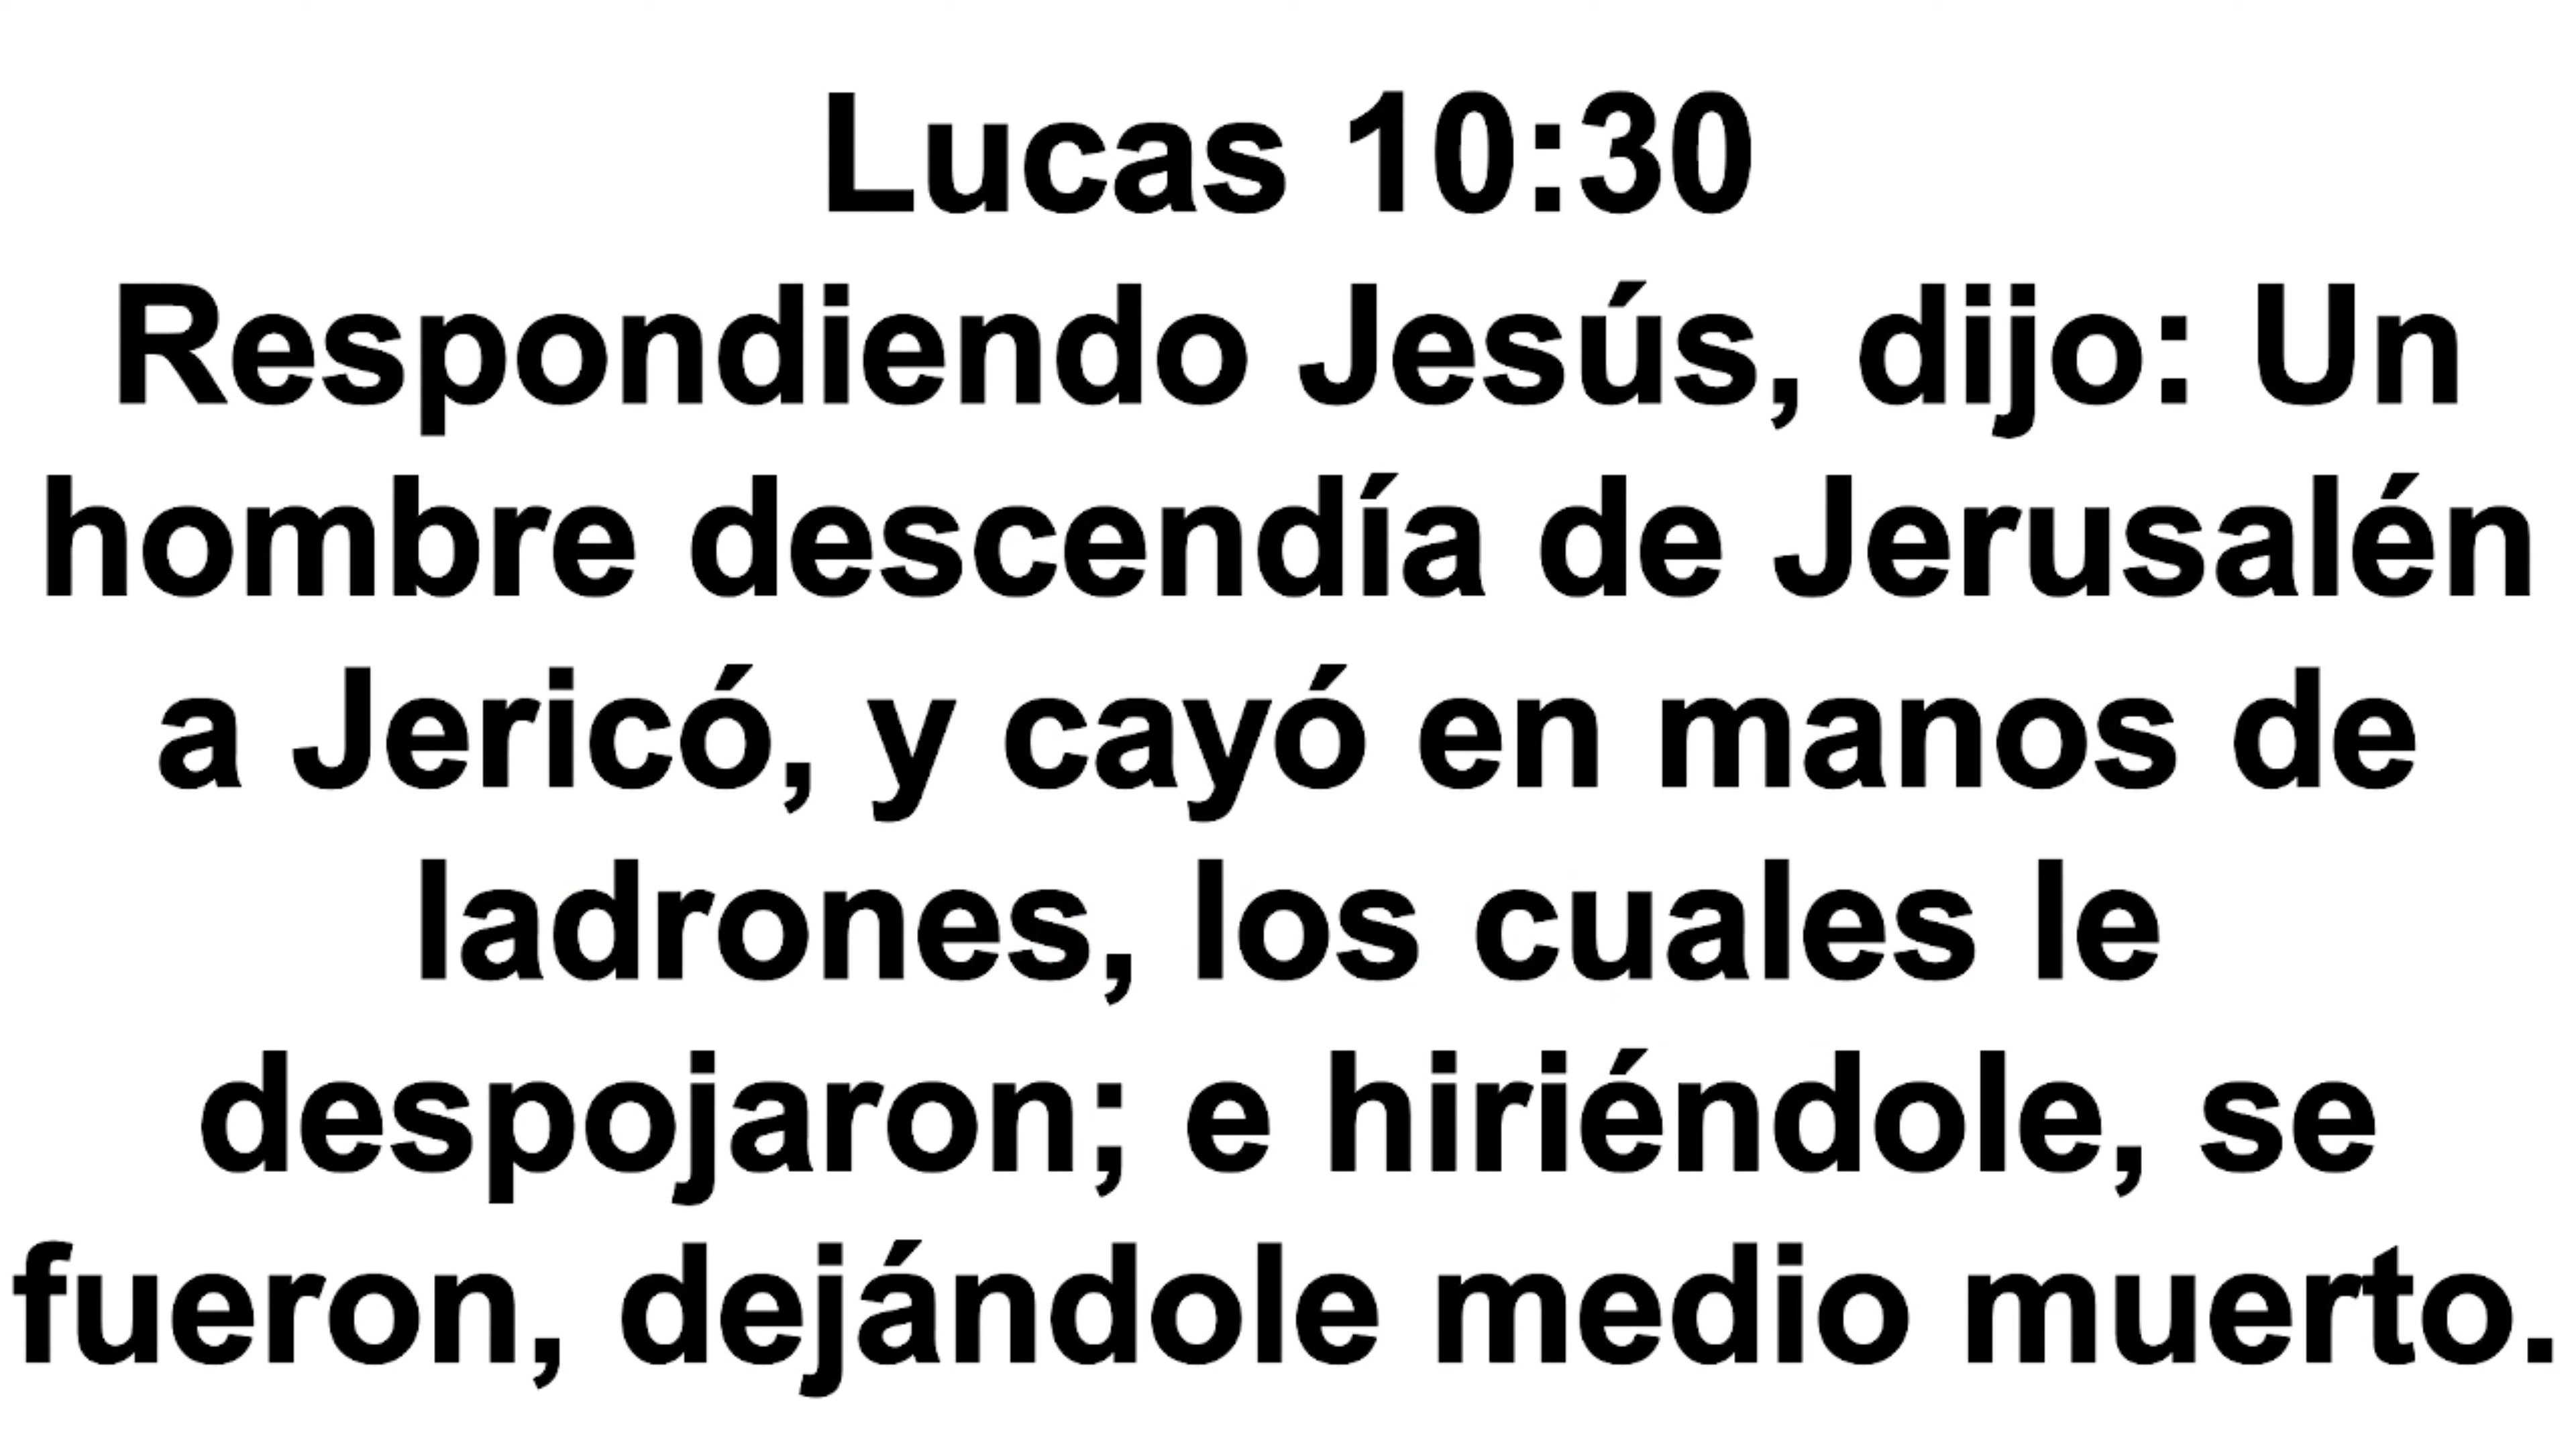 Lucas 10:30
Respondiendo Jesús, dijo: Un
hombre descendía de Jerusalén
a Jericó, y cayó en manos de
ladrones, los cuales le
despojaron; e hiriéndole, se
fueron, dejándole medio muerto.